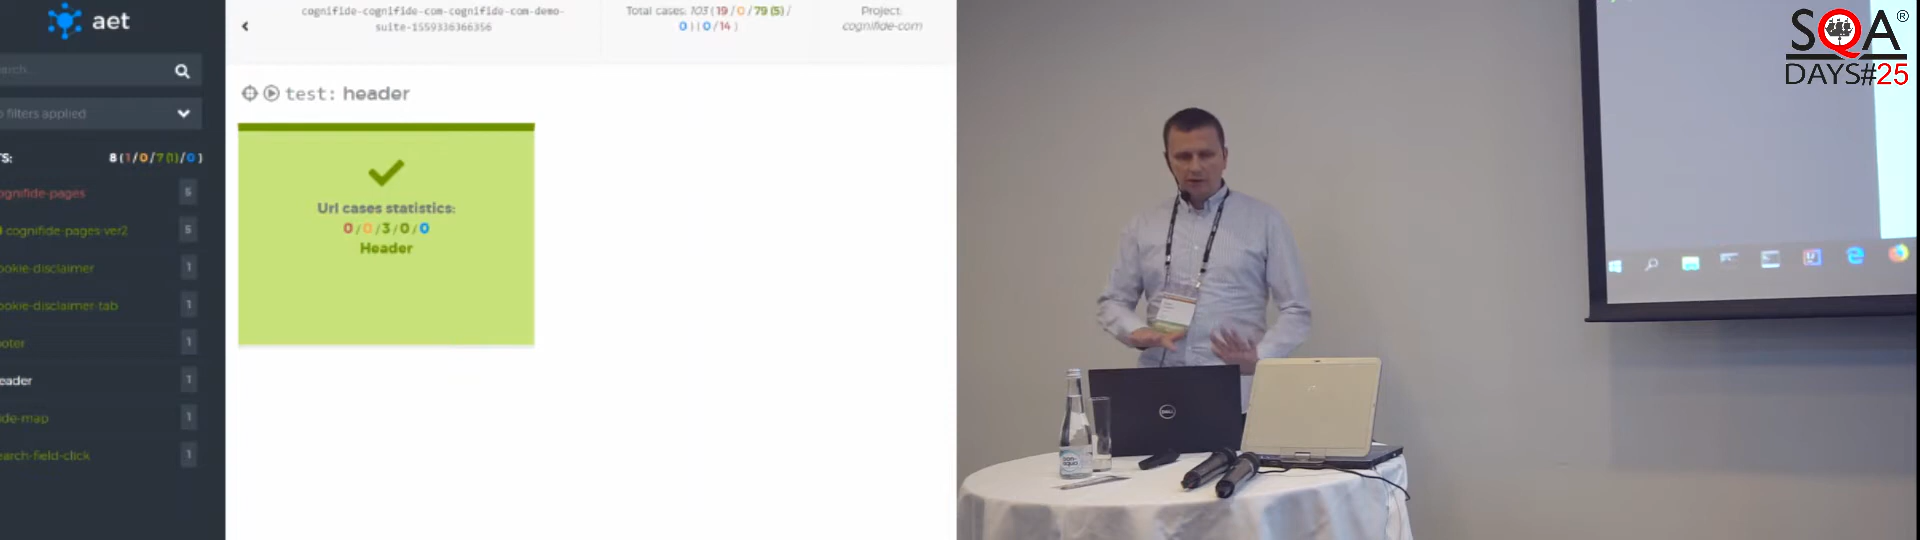 aet
cognifide-cognifide-com-cognifide-com-demo-
suite-1559336366356
Total cases: 103 ( 19 / 0 / 79 (5) /
0 ) ( 0 / 14 )
Project:
cognifide-com
arch
filters applied
test: header
TS:
8 ( 1 / 0 / 7 (1) / 0 )
ognifide-pages 5
cognifide-pages-ver2 5
ookie-disclaimer 1
ookie-disclaimer-tab 1
ooter 1
eader 1
ide-map 1
earch-field-click 1
Url cases statistics:
0 / 0 / 3 / 0 / 0
Header
SQA®
DAYS#25
DELL